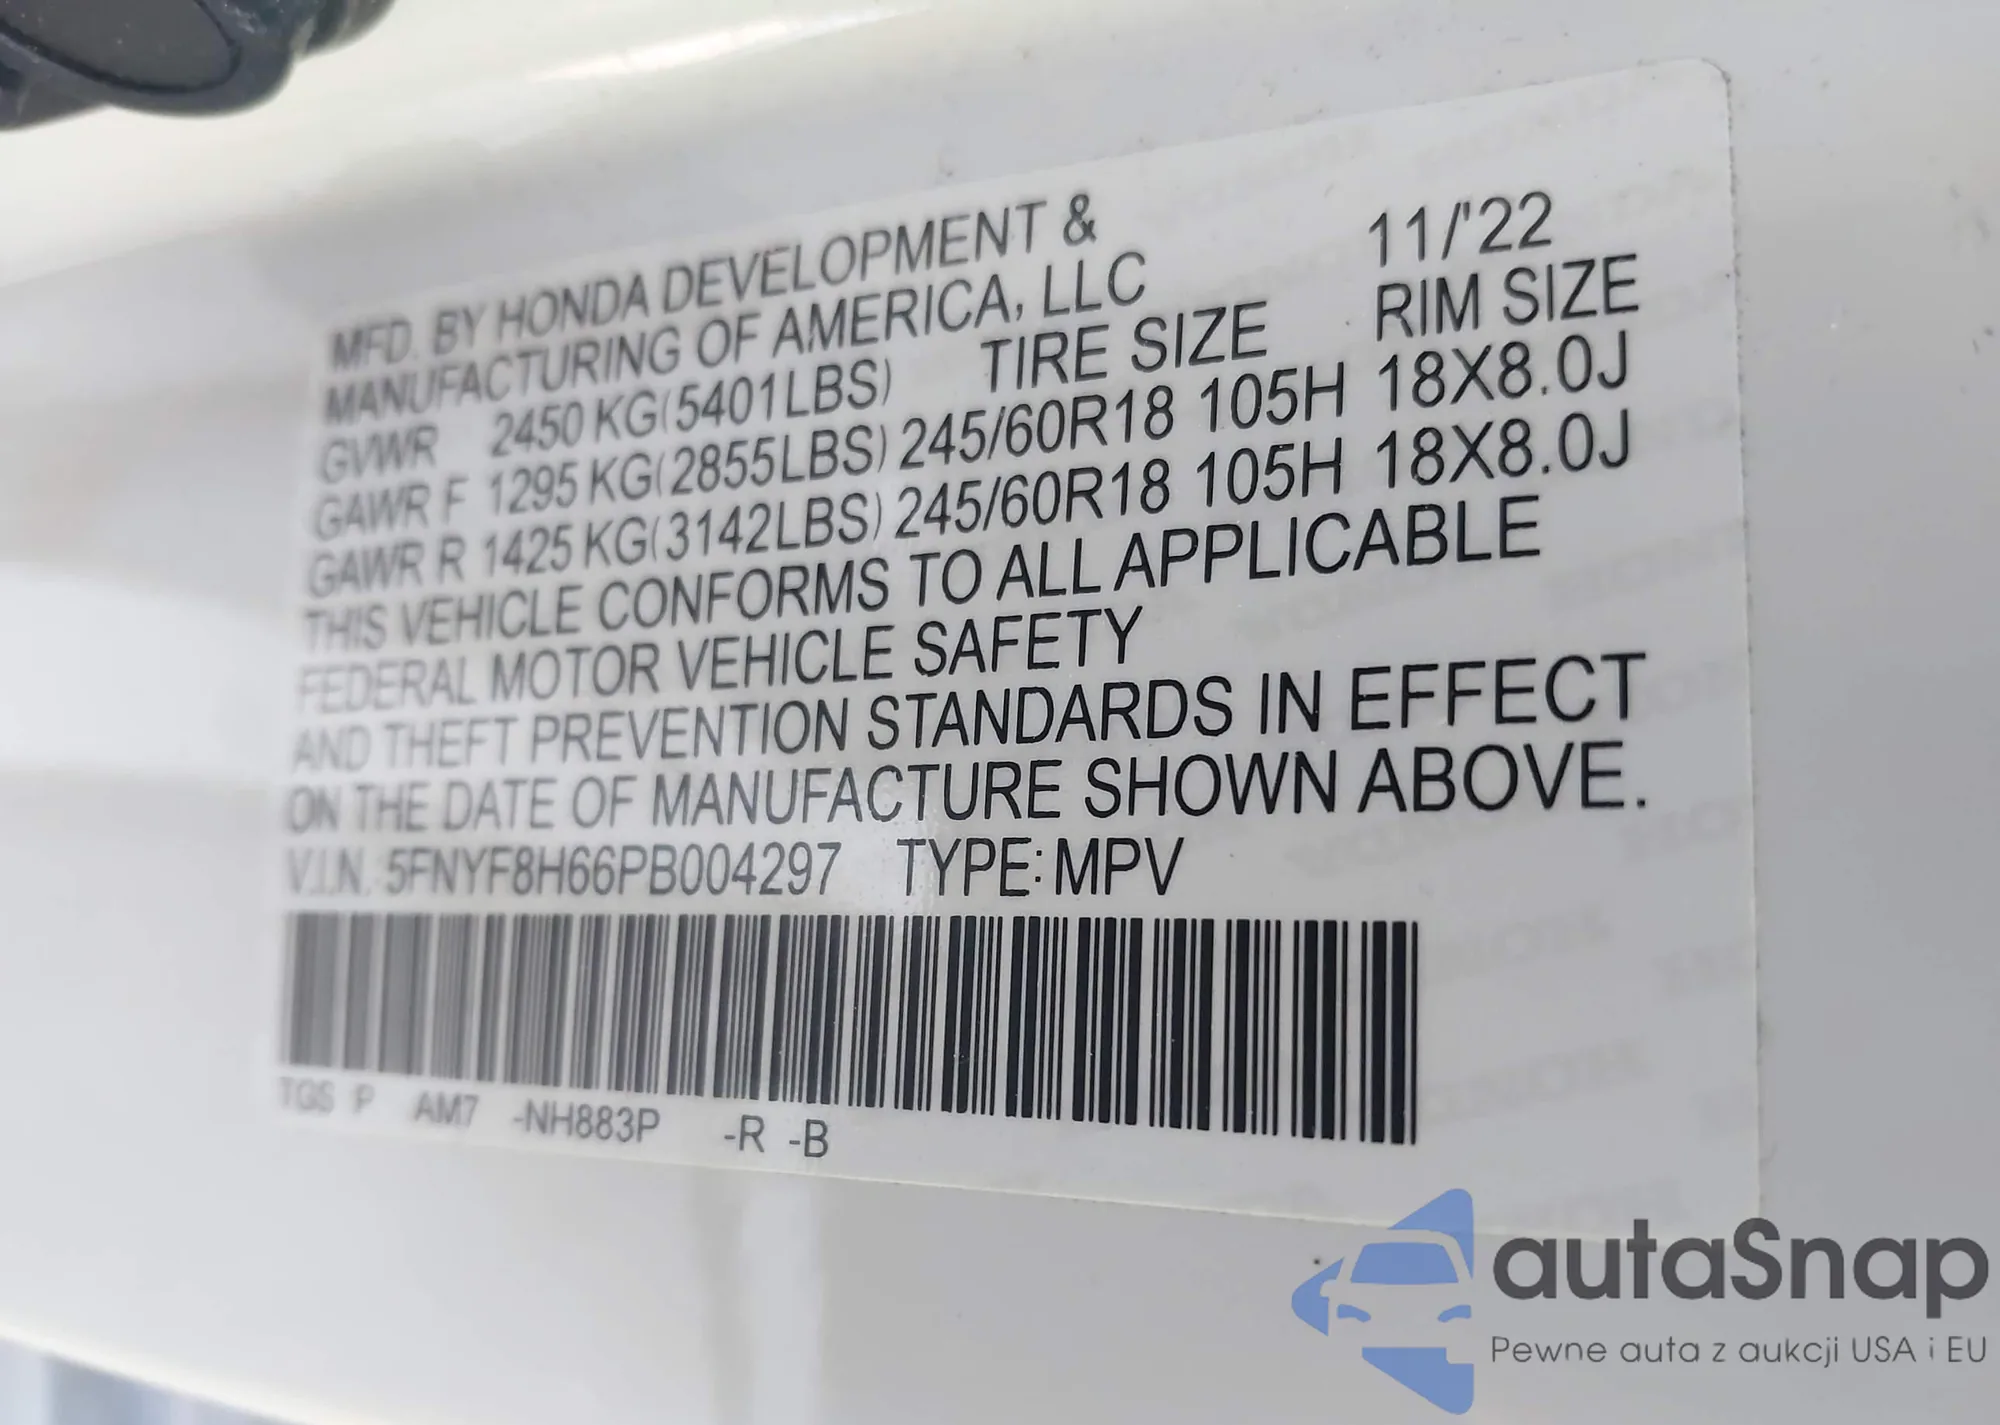 MFD. BY HONDA DEVELOPMENT & 11/'22
MANUFACTURING OF AMERICA, LLC
TIRE SIZE RIM SIZE
GVWR 2450 KG(5401LBS)
GAWR F 1295 KG(2855LBS) 245/60R18 105H 18X8.0J
GAWR R 1425 KG(3142LBS) 245/60R18 105H 18X8.0J
THIS VEHICLE CONFORMS TO ALL APPLICABLE
FEDERAL MOTOR VEHICLE SAFETY
AND THEFT PREVENTION STANDARDS IN EFFECT
ON THE DATE OF MANUFACTURE SHOWN ABOVE.
V.I.N. 5FNYF8H66PB004297 TYPE: MPV
TGS P AM7 -NH883P -R -B
autaSnap
Pewne auta z aukcji USA i EU